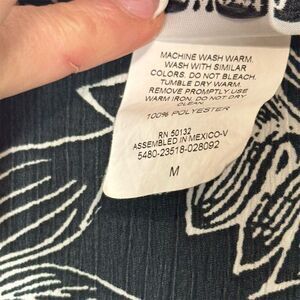 MACHINE WASH WARM.
WASH WITH SIMILAR
COLORS. DO NOT BLEACH.
TUMBLE DRY WARM.
REMOVE PROMPTLY. USE
WARM IRON. DO NOT DRY
CLEAN.
100% POLYESTER
RN 50132
ASSEMBLED IN MEXICO-V
5480-23518-028092
M